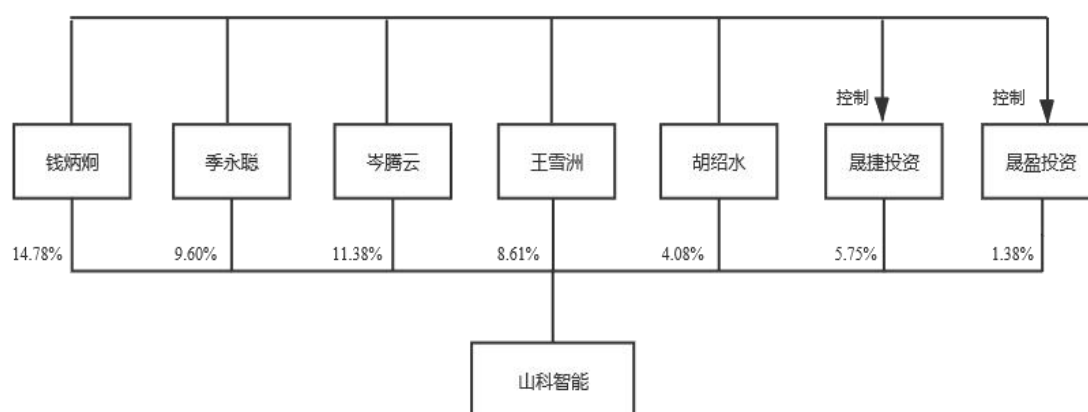 控制 控制
钱炳炯 季永聪 岑腾云 王雪洲 胡绍水 晟捷投资 晟盈投资
14.78% 9.60% 11.38% 8.61% 4.08% 5.75% 1.38%
山科智能